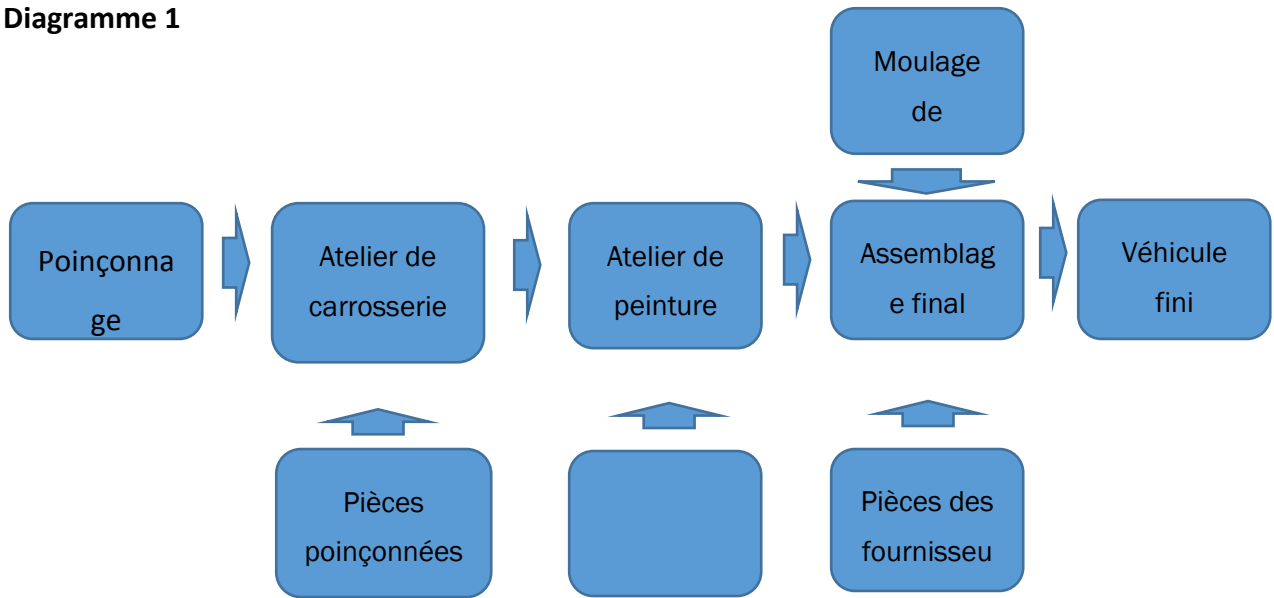 Diagramme 1
Moulage
de
Poinçonna
ge
Atelier de
carrosserie
Atelier de
peinture
Assemblag
e final
Véhicule
fini
Pièces
poinçonnées
Pièces des
fournisseu